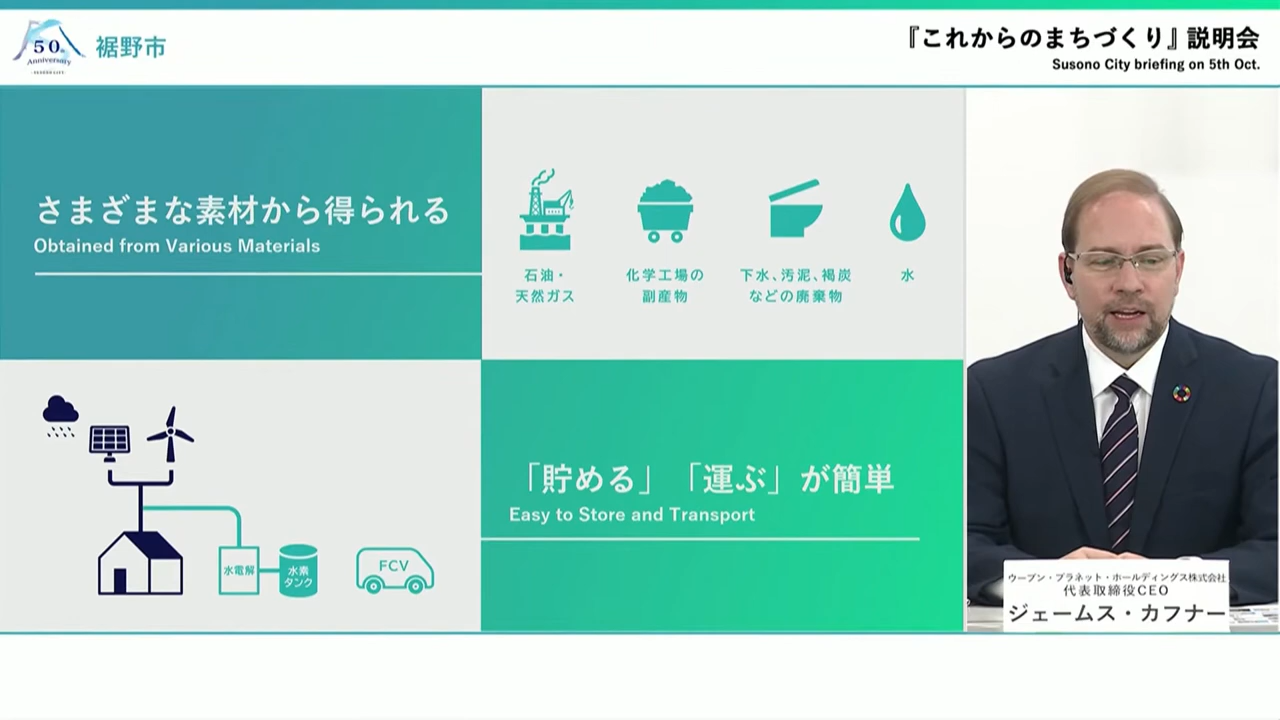 50th
Anniversary
裾野市
『これからのまちづくり』説明会
Susono City briefing on 5th Oct.
さまざまな素材から得られる
Obtained from Various Materials
石油・
天然ガス
化学工場の
副産物
下水、汚泥、褐炭
などの廃棄物
水
水電解
水素
タンク
FCV
「貯める」「運ぶ」が簡単
Easy to Store and Transport
ウーブン・プラネット・ホールディングス株式会社
代表取締役CEO
ジェームス・カフナー